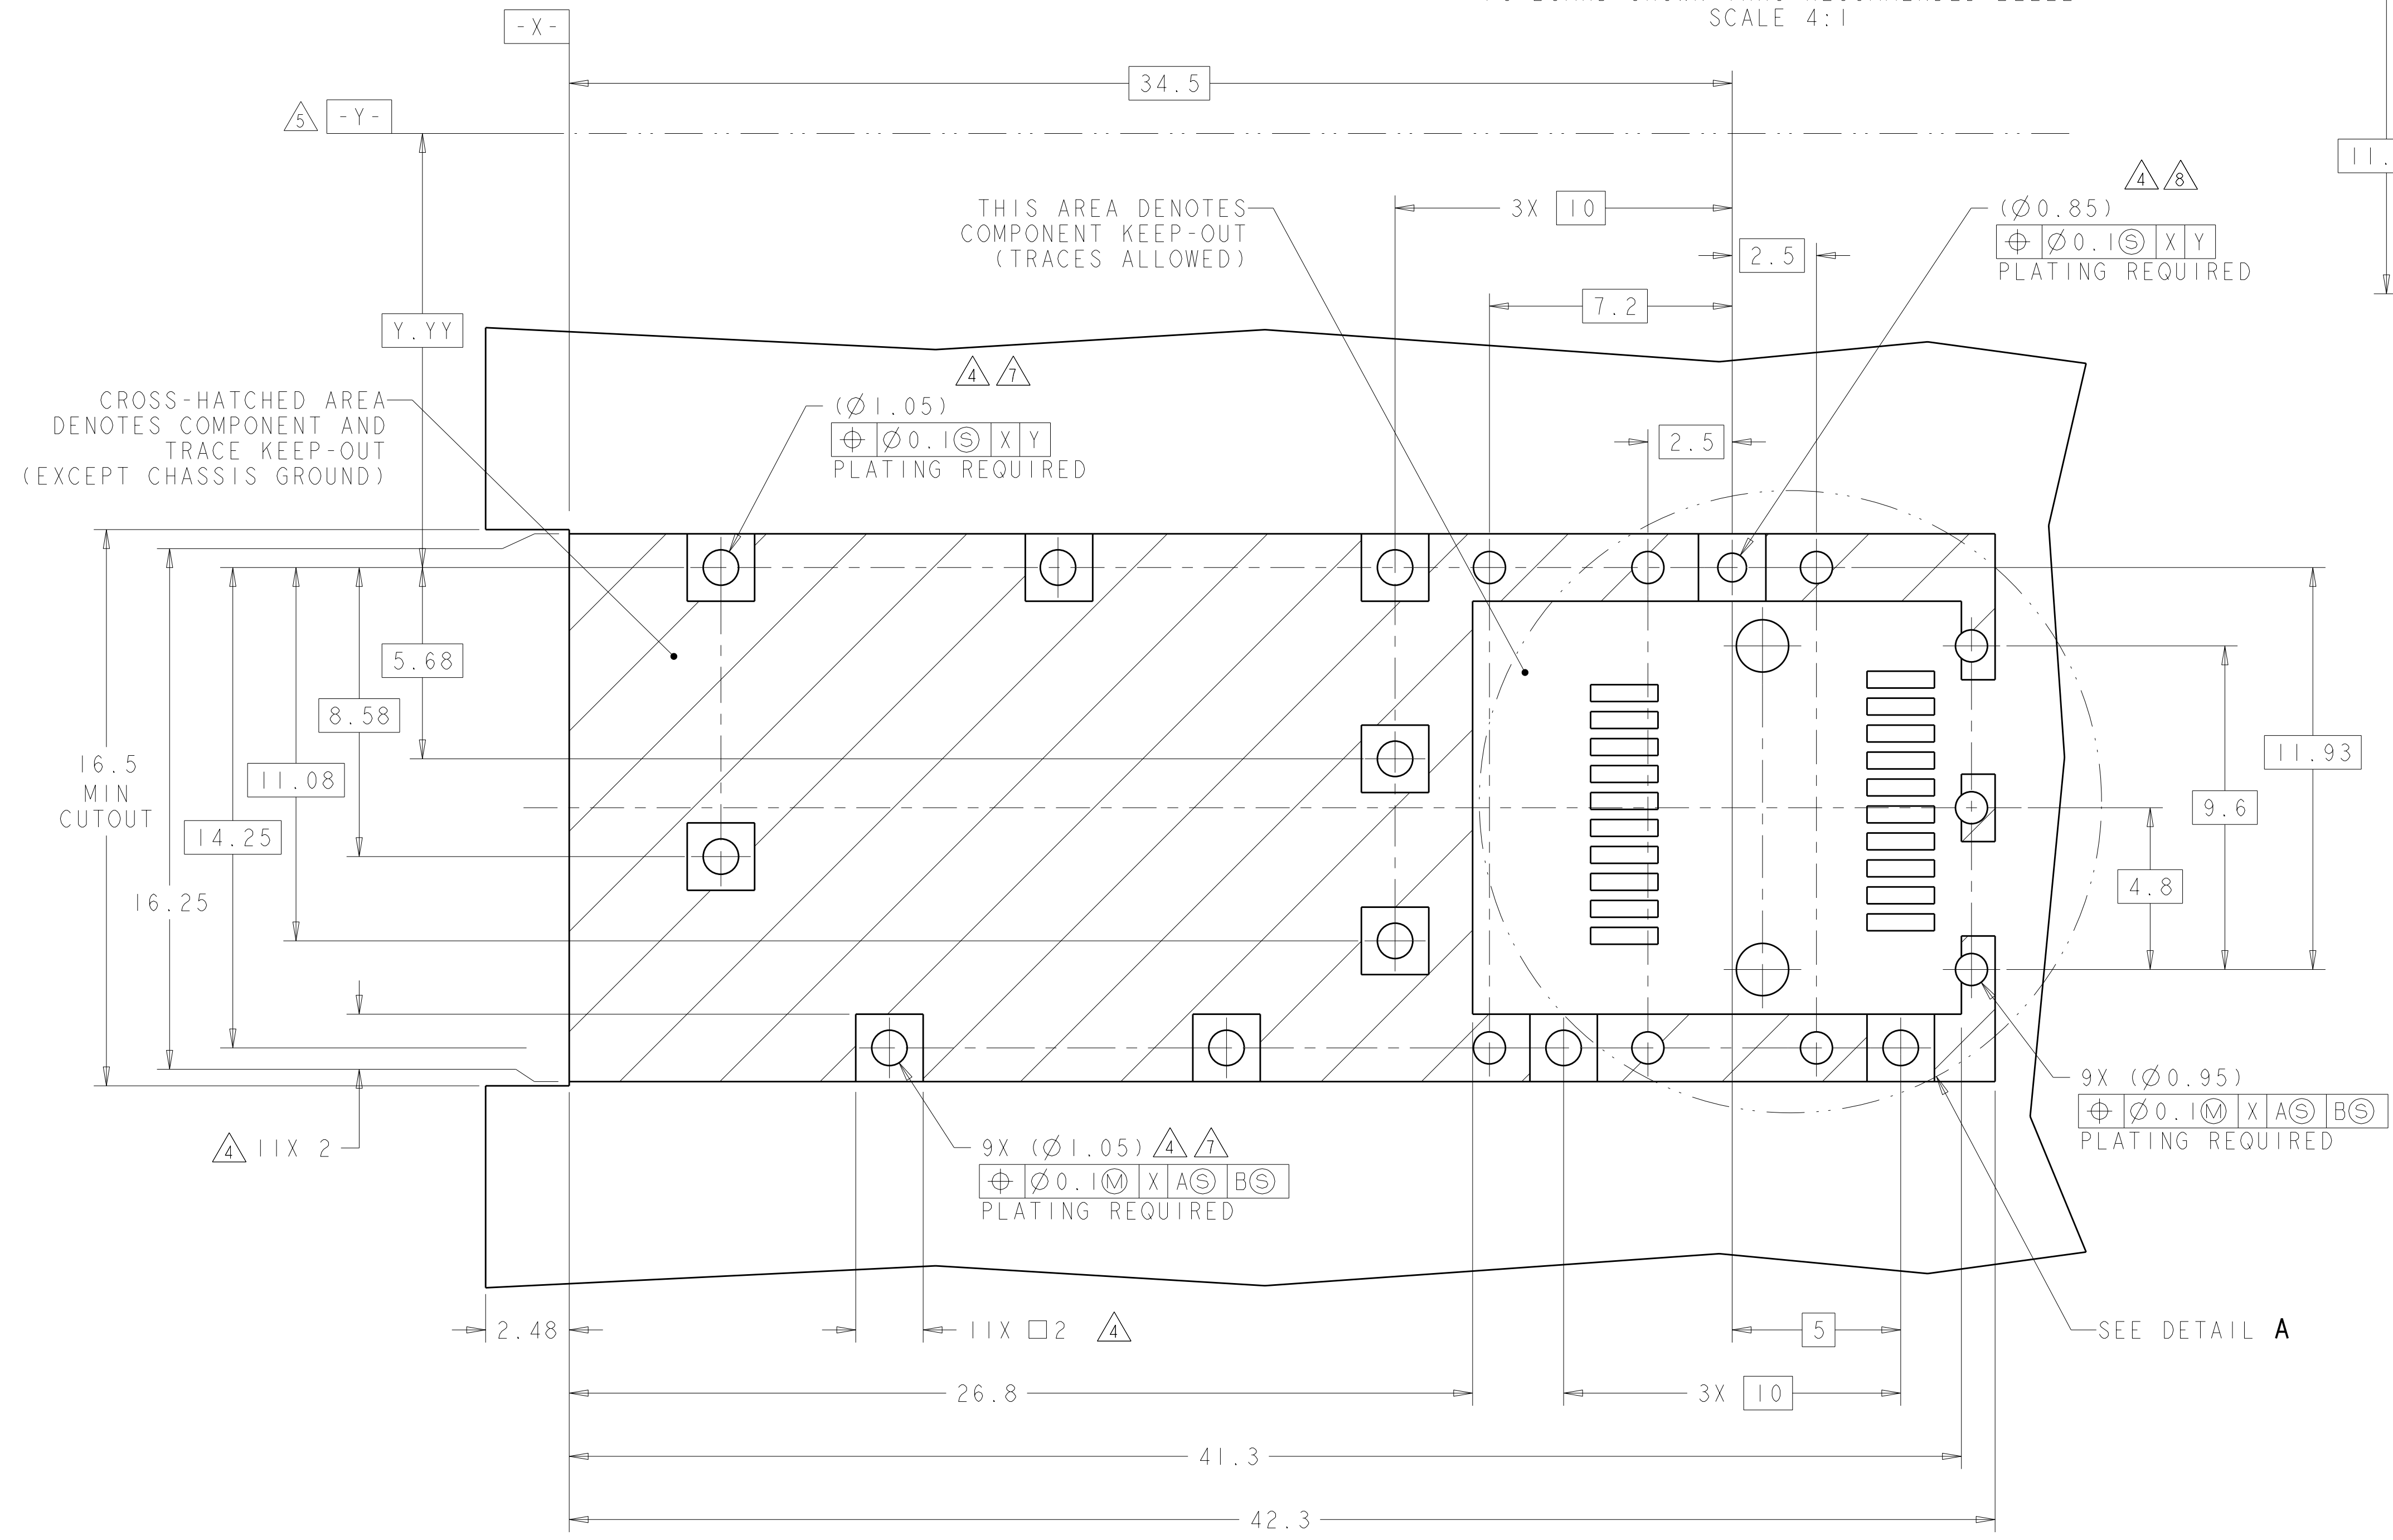 SCALE 4:1
-X-
34.5
5
-Y-
11.
4 8
THIS AREA DENOTES
COMPONENT KEEP-OUT
(TRACES ALLOWED)
3X 10
(Ø0.85)
⌖ Ø0.1Ⓢ X Y
PLATING REQUIRED
2.5
7.2
Y.YY
4 7
CROSS-HATCHED AREA
DENOTES COMPONENT AND
TRACE KEEP-OUT
(EXCEPT CHASSIS GROUND)
(Ø1.05)
⌖ Ø0.1Ⓢ X Y
PLATING REQUIRED
2.5
5.68
8.58
11.08
14.25
16.5
MIN
CUTOUT
16.25
11.93
9.6
4.8
4 11X 2
9X (Ø1.05) 4 7
⌖ Ø0.1Ⓜ X AⓈ BⓈ
PLATING REQUIRED
9X (Ø0.95)
⌖ Ø0.1Ⓜ X AⓈ BⓈ
PLATING REQUIRED
2.48
11X □2 4
5
SEE DETAIL A
26.8
3X 10
41.3
42.3